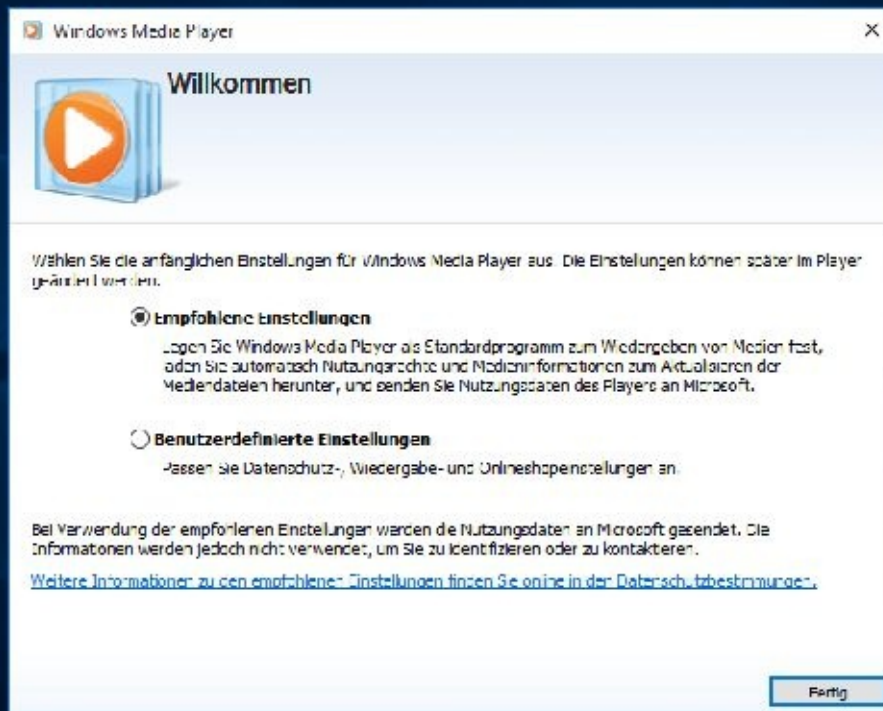 Windows Media Player
Willkommen
Wählen Sie die anfänglichen Einstellungen für Windows Media Player aus. Die Einstellungen können später im Player
geändert werden.
Empfohlene Einstellungen
Legen Sie Windows Media Player als Standardprogramm zum Wiedergeben von Medien fest,
laden Sie automatisch Nutzungsrechte und Medieninformationen zum Aktualisieren der
Mediendateien herunter, und senden Sie Nutzungsdaten des Players an Microsoft.
Benutzerdefinierte Einstellungen
Passen Sie Datenschutz-, Wiedergabe- und Onlineshopeinstellungen an.
Bei Verwendung der empfohlenen Einstellungen werden die Nutzungsdaten an Microsoft gesendet. Die
Informationen werden jedoch nicht verwendet, um Sie zu identifizieren oder zu kontaktieren.
Weitere Informationen zu den empfohlenen Einstellungen finden Sie online in den Datenschutzbestimmungen.
Fertig